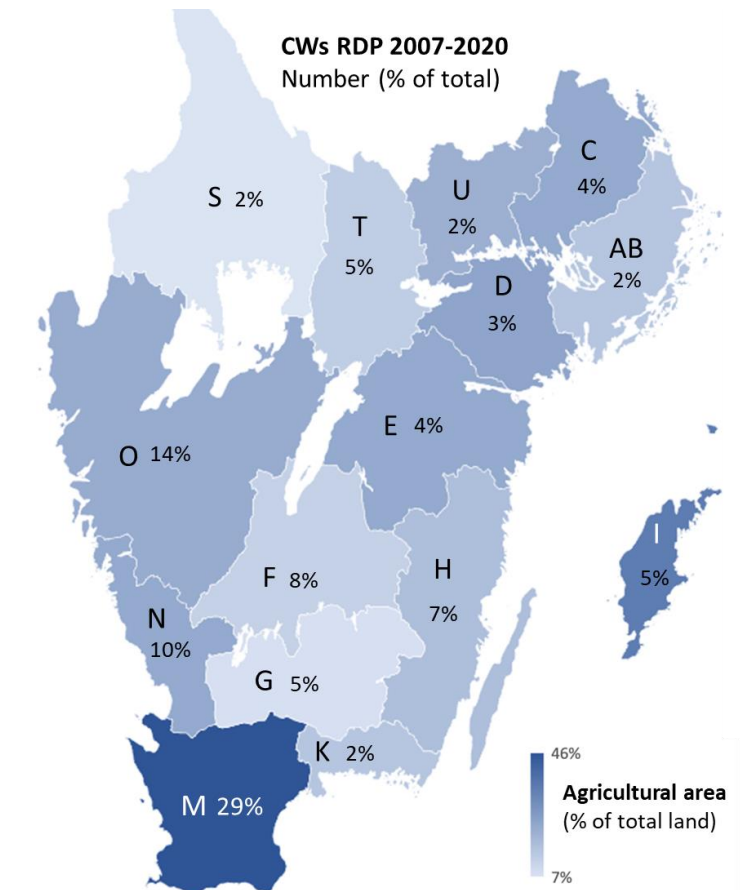 CWs RDP 2007-2020
Number (% of total)
C
4%
U
2%
S 2%
T
5%
AB
2%
D
3%
E 4%
O 14%
I
5%
F 8%
H
7%
N
10%
G 5%
K 2%
M 29%
46%
Agricultural area
(% of total land)
7%